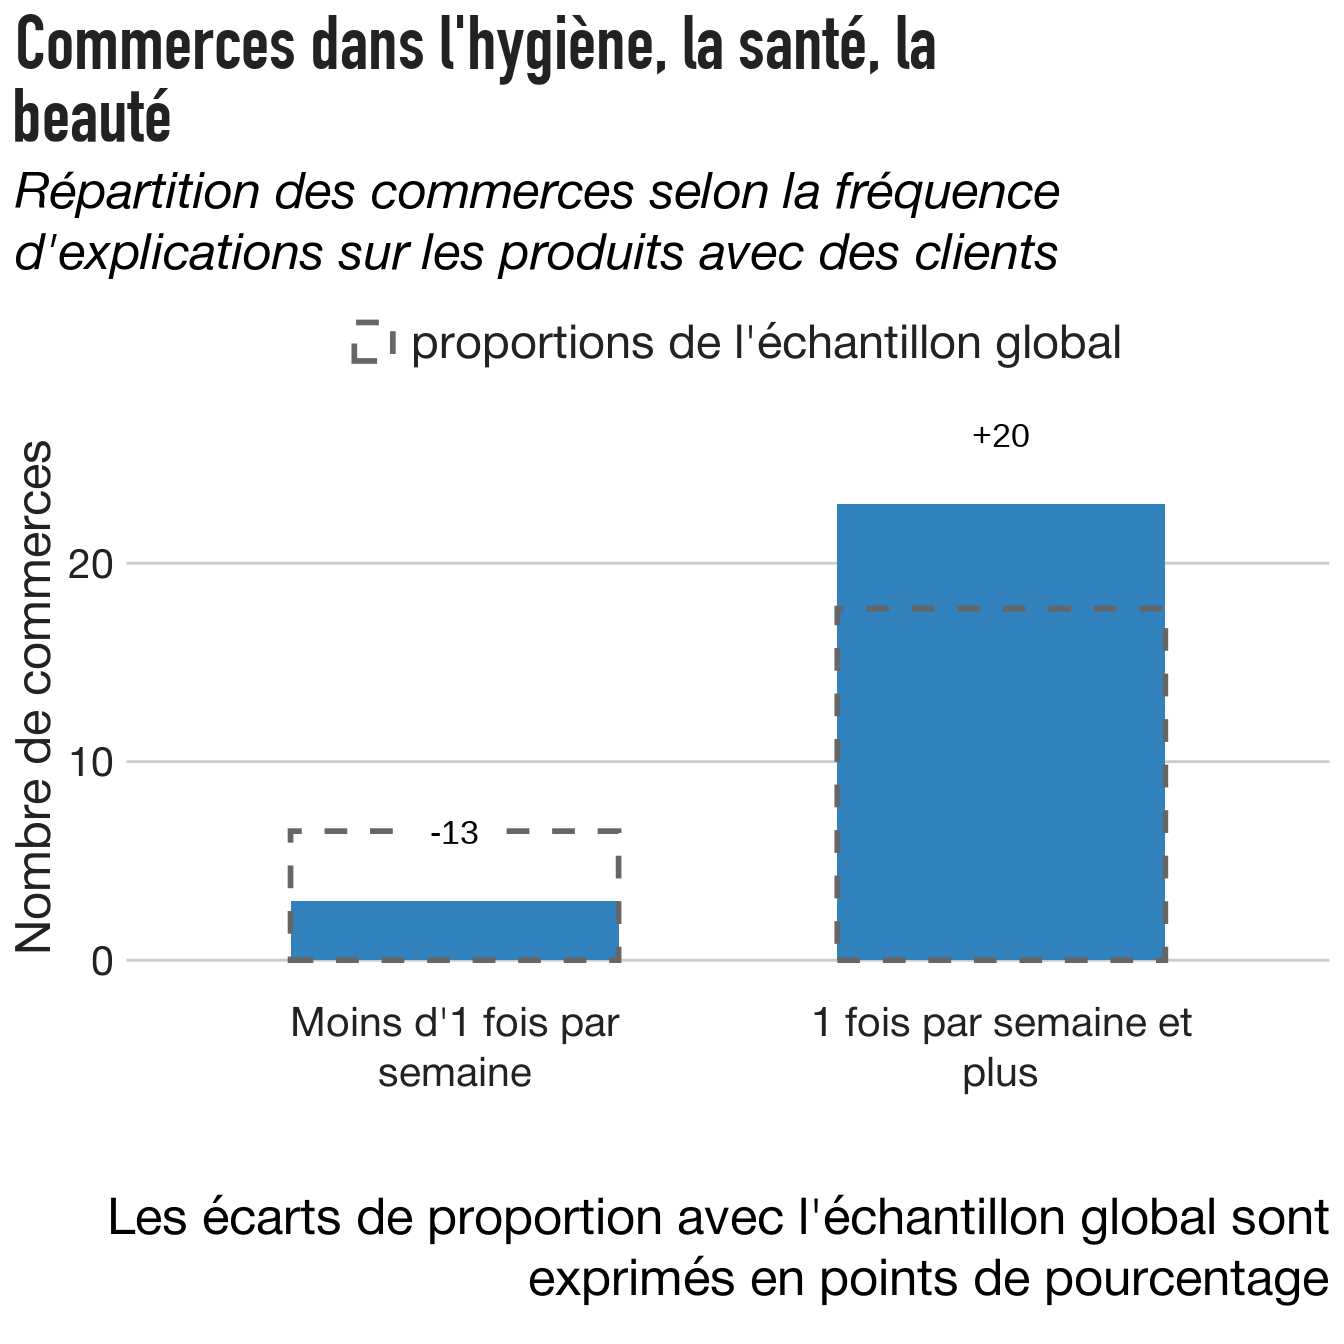 Commerces dans l'hygiène, la santé, la
beauté
Répartition des commerces selon la fréquence
d'explications sur les produits avec des clients
proportions de l'échantillon global
Nombre de commerces
+20
20
10
-13
0
Moins d'1 fois par
semaine
1 fois par semaine et
plus
Les écarts de proportion avec l'échantillon global sont
exprimés en points de pourcentage